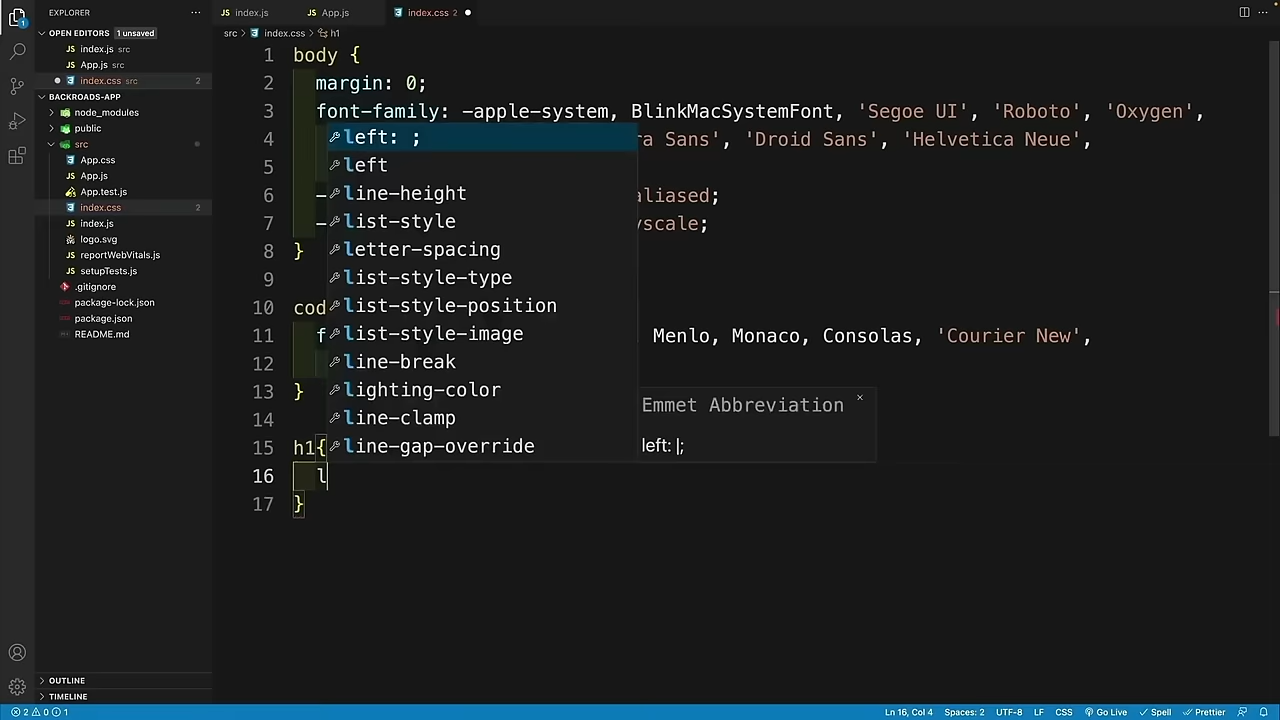 EXPLORER ···
index.js
App.js
index.css 2
OPEN EDITORS 1 unsaved
index.js src
App.js src
index.css src 2
BACKROADS-APP
node_modules
public
src
App.css
App.js
App.test.js
index.css 2
index.js
logo.svg
reportWebVitals.js
setupTests.js
.gitignore
package-lock.json
package.json
README.md
OUTLINE
TIMELINE
src > index.css > h1
1 body {
2 margin: 0;
3 font-family: -apple-system, BlinkMacSystemFont, 'Segoe UI', 'Roboto', 'Oxygen',
4 Sans', 'Droid Sans', 'Helvetica Neue',
5
6 - aliased;
7 - yscale;
8 }
9
10 cod
11 f Menlo, Monaco, Consolas, 'Courier New',
12
13 }
14
15 h1{
16 l
17 }
left: ;
left
line-height
list-style
letter-spacing
list-style-type
list-style-position
list-style-image
line-break
lighting-color
line-clamp
line-gap-override
Emmet Abbreviation ×
left: |;
1
2 0 1
Ln 16, Col 4 Spaces: 2 UTF-8 LF CSS Go Live Spell Prettier